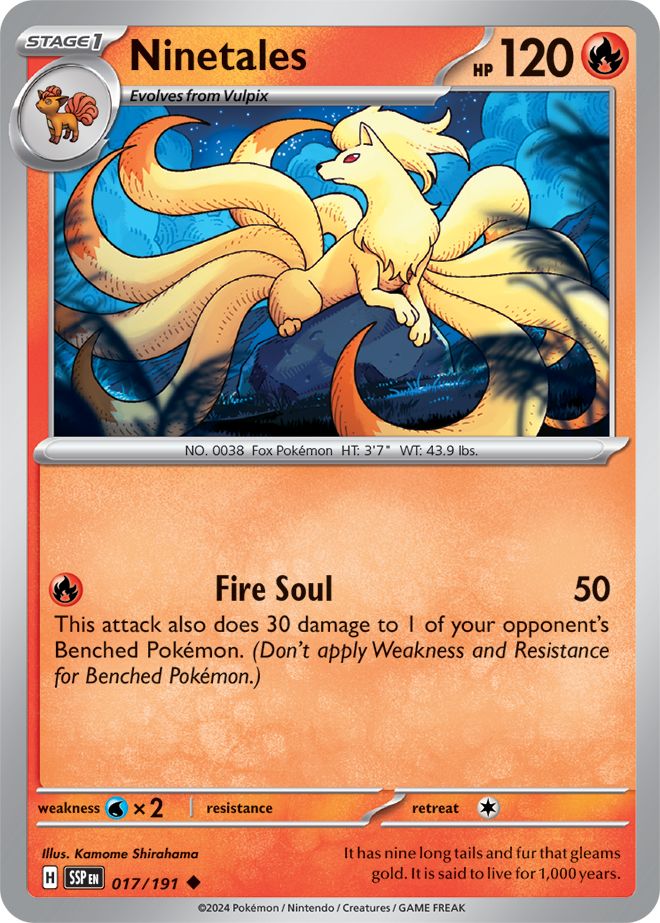 STAGE1
Ninetales
HP 120
Evolves from Vulpix
NO. 0038 Fox Pokémon HT: 3'7" WT: 43.9 lbs.
Fire Soul 50
This attack also does 30 damage to 1 of your opponent's
Benched Pokémon. (Don't apply Weakness and Resistance
for Benched Pokémon.)
weakness ×2 resistance retreat
Illus. Kamome Shirahama
It has nine long tails and fur that gleams
gold. It is said to live for 1,000 years.
H SSP EN 017/191
©2024 Pokémon / Nintendo / Creatures / GAME FREAK